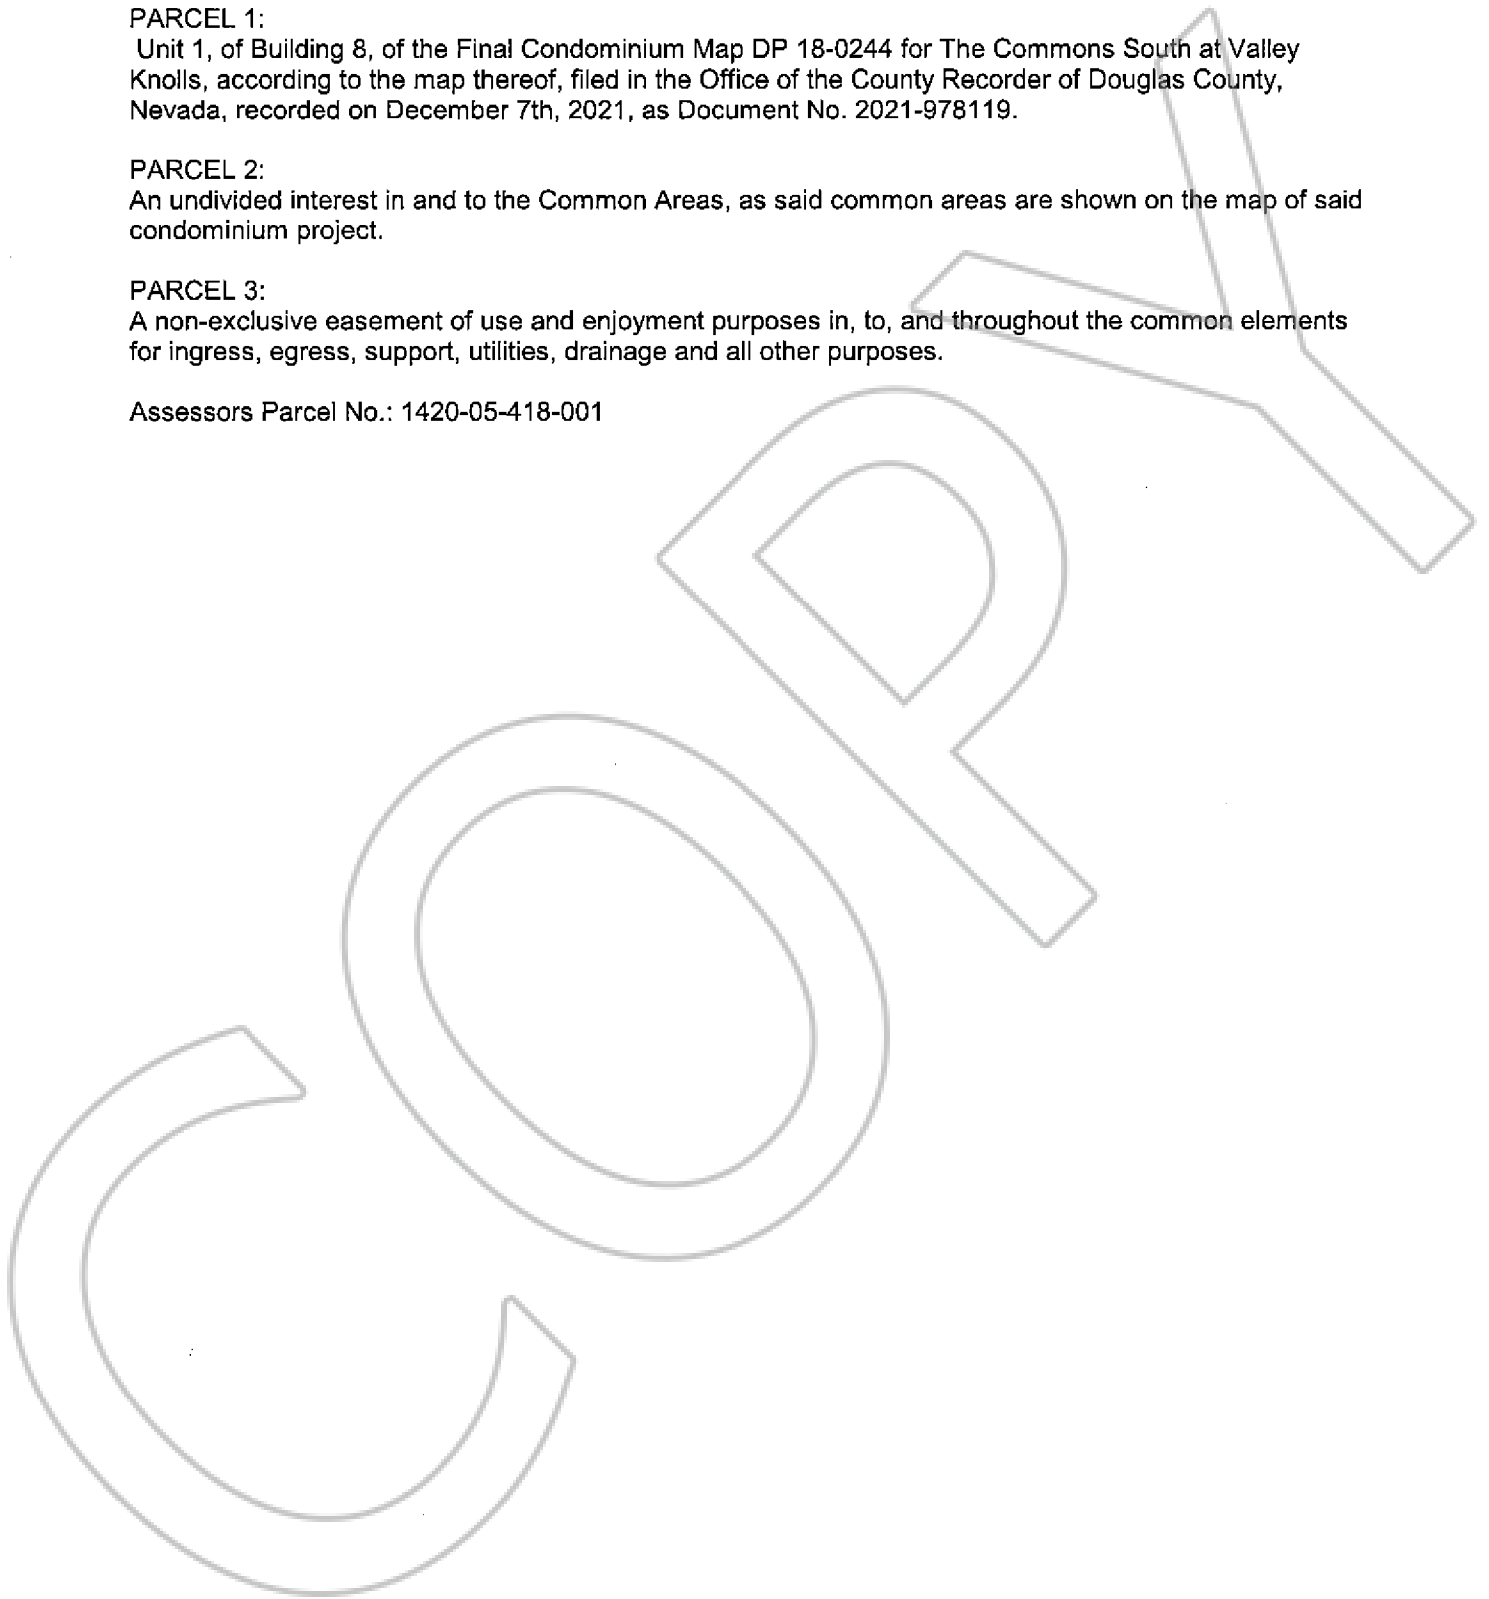 PARCEL 1:
Unit 1, of Building 8, of the Final Condominium Map DP 18-0244 for The Commons South at Valley
Knolls, according to the map thereof, filed in the Office of the County Recorder of Douglas County,
Nevada, recorded on December 7th, 2021, as Document No. 2021-978119.
PARCEL 2:
An undivided interest in and to the Common Areas, as said common areas are shown on the map of said
condominium project.
PARCEL 3:
A non-exclusive easement of use and enjoyment purposes in, to, and throughout the common elements
for ingress, egress, support, utilities, drainage and all other purposes.
Assessors Parcel No.: 1420-05-418-001
COPY